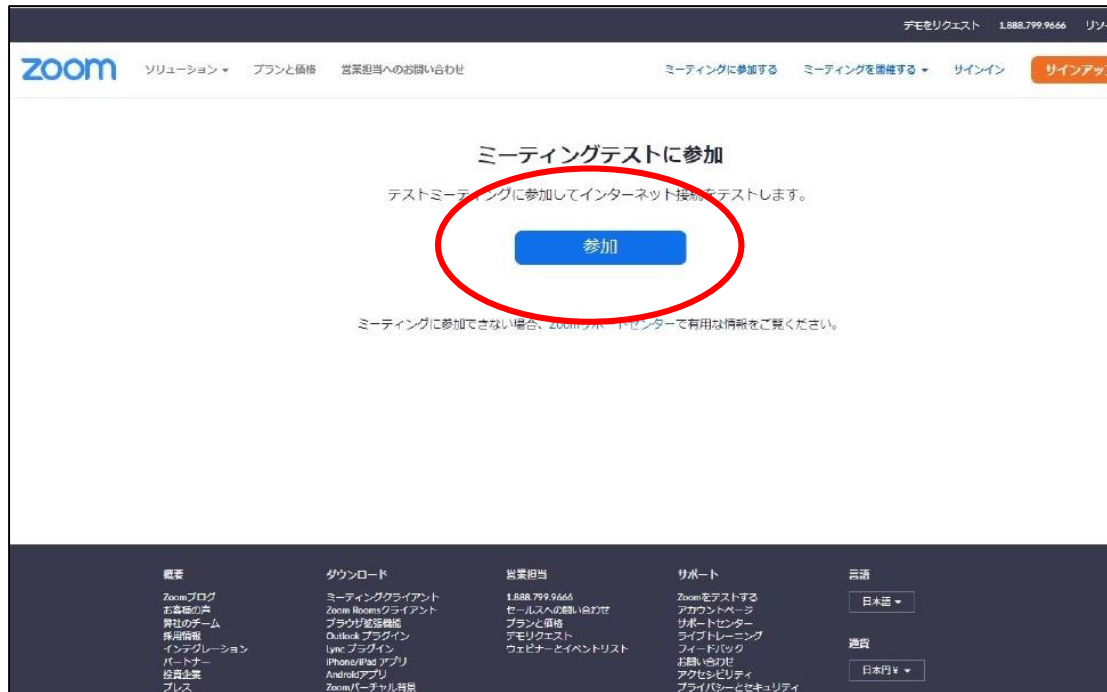 デモをリクエスト 1.888.799.9666 リソー
zoom ソリューション プランと価格 営業担当へのお問い合わせ ミーティングに参加する ミーティングを開催する サインイン サインアップ
ミーティングテストに参加
テストミーティングに参加してインターネット接続をテストします。
参加
ミーティングに参加できない場合、Zoomサポートセンターで有用な情報をご覧ください。
概要
Zoomブログ
お客様の声
弊社のチーム
採用情報
インテグレーション
パートナー
投資企業
プレス
ダウンロード
ミーティングクライアント
Zoom Roomsクライアント
ブラウザ拡張機能
Outlook プラグイン
Lync プラグイン
iPhone/iPad アプリ
Androidアプリ
Zoomバーチャル背景
営業担当
1.888.799.9666
セールスへの問い合わせ
プランと価格
デモリクエスト
ウェビナーとイベントリスト
サポート
Zoomをテストする
アカウントページ
サポートセンター
ライブトレーニング
フィードバック
お問い合わせ
アクセシビリティ
プライバシーとセキュリティ
言語
日本語
通貨
日本円¥